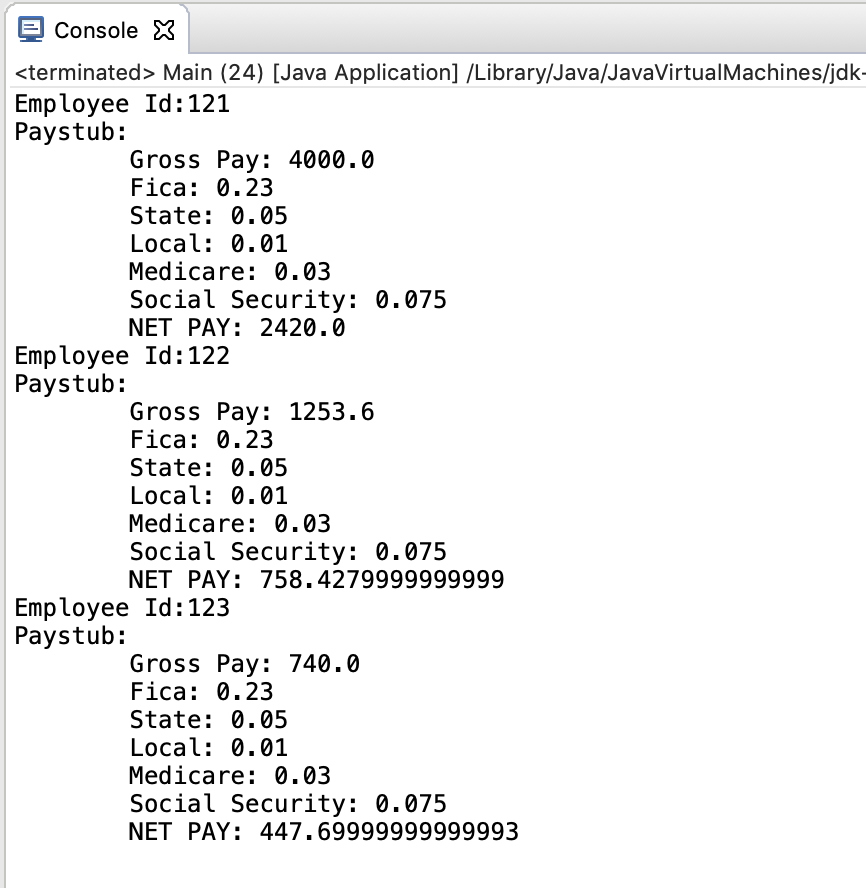 Console
<terminated> Main (24) [Java Application] /Library/Java/JavaVirtualMachines/jdk-
Employee Id:121
Paystub:
Gross Pay: 4000.0
Fica: 0.23
State: 0.05
Local: 0.01
Medicare: 0.03
Social Security: 0.075
NET PAY: 2420.0
Employee Id:122
Paystub:
Gross Pay: 1253.6
Fica: 0.23
State: 0.05
Local: 0.01
Medicare: 0.03
Social Security: 0.075
NET PAY: 758.4279999999999
Employee Id:123
Paystub:
Gross Pay: 740.0
Fica: 0.23
State: 0.05
Local: 0.01
Medicare: 0.03
Social Security: 0.075
NET PAY: 447.69999999999993